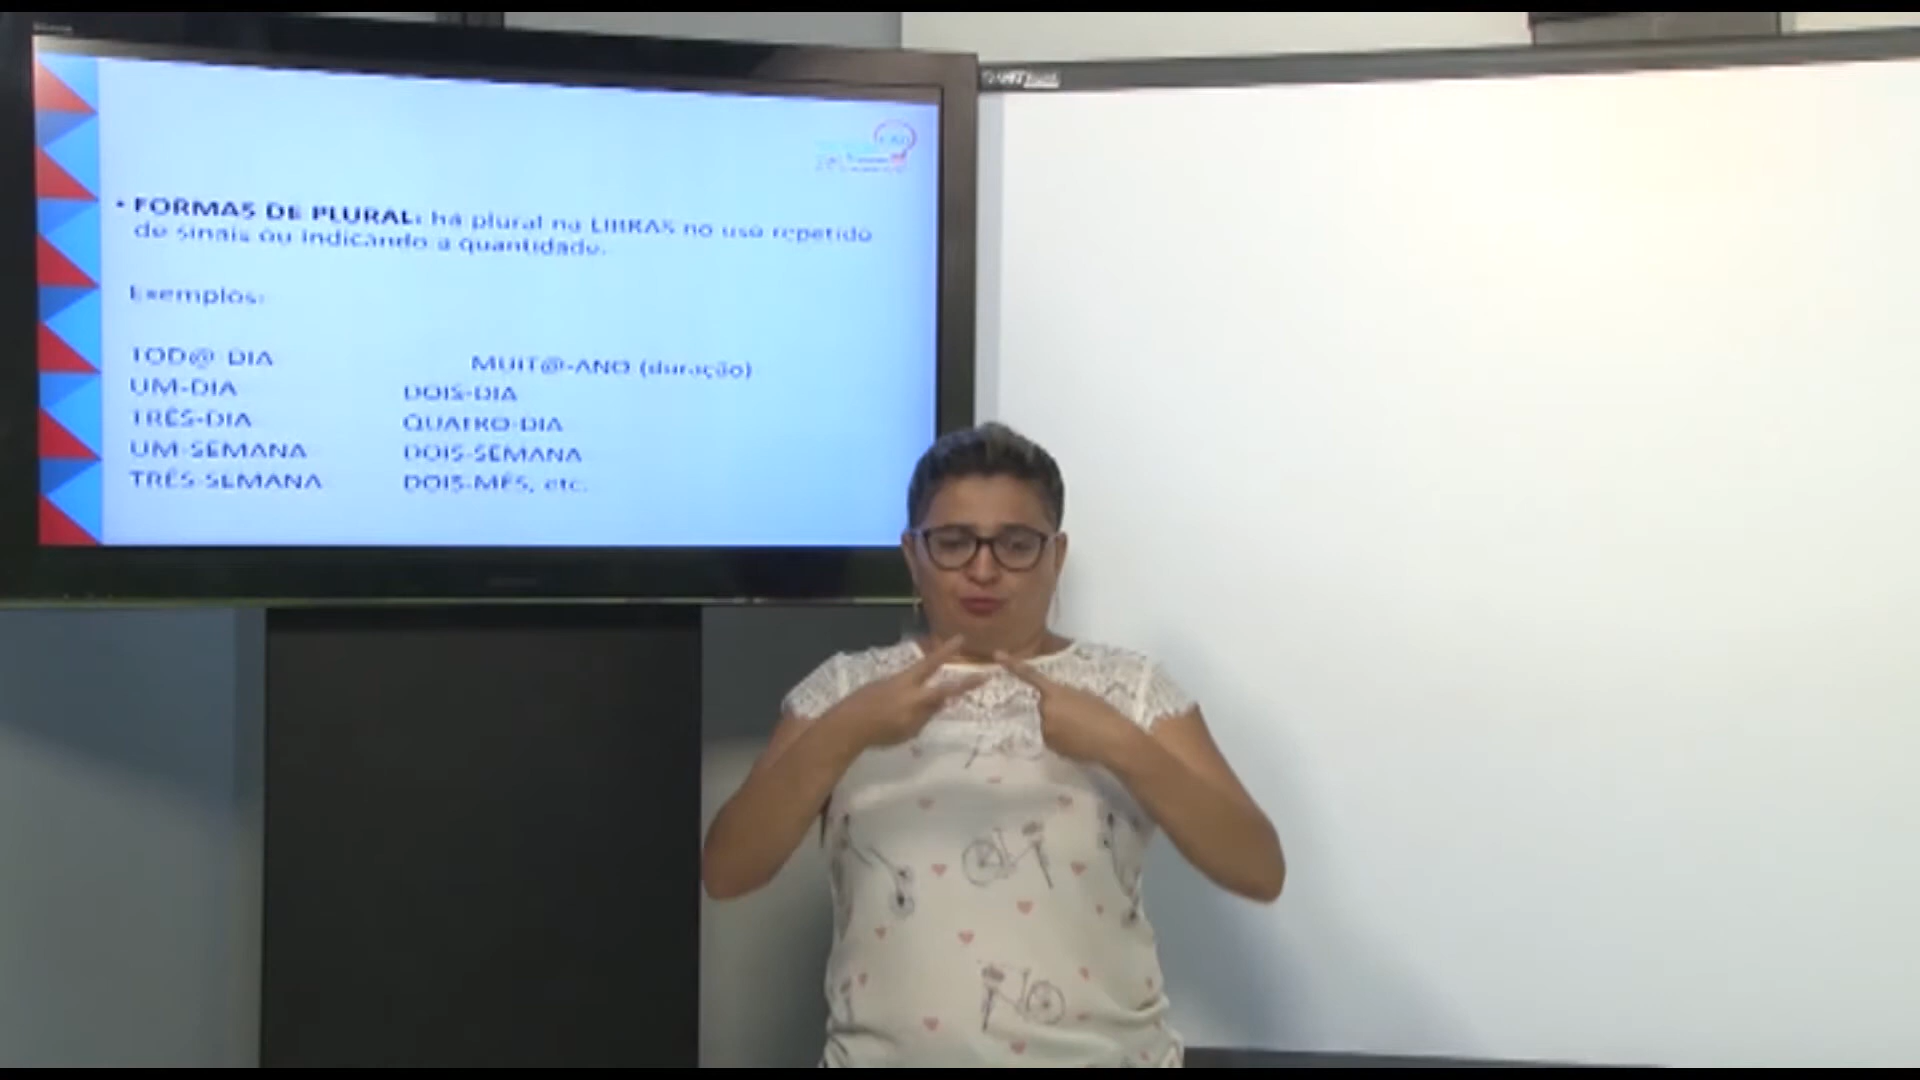 • FORMAS DE PLURAL: há plural na LIBRAS no uso repetido
de sinais ou indicando a quantidade.
Exemplos:
TOD@-DIA MUIT@-ANO (duração)
UM-DIA DOIS-DIA
TRÊS-DIA QUATRO-DIA
UM-SEMANA DOIS-SEMANA
TRÊS-SEMANA DOIS-MÊS, etc.